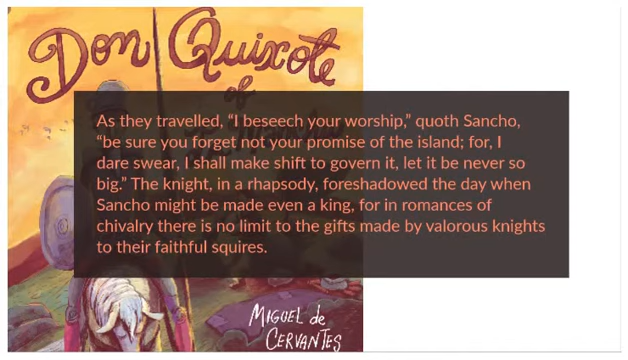 Don Quixote
of
As they travelled, “I beseech your worship,” quoth Sancho,
“be sure you forget not your promise of the island; for, I
dare swear, I shall make shift to govern it, let it be never so
big.” The knight, in a rhapsody, foreshadowed the day when
Sancho might be made even a king, for in romances of
chivalry there is no limit to the gifts made by valorous knights
to their faithful squires.
MIGUEL de
CERVANTES